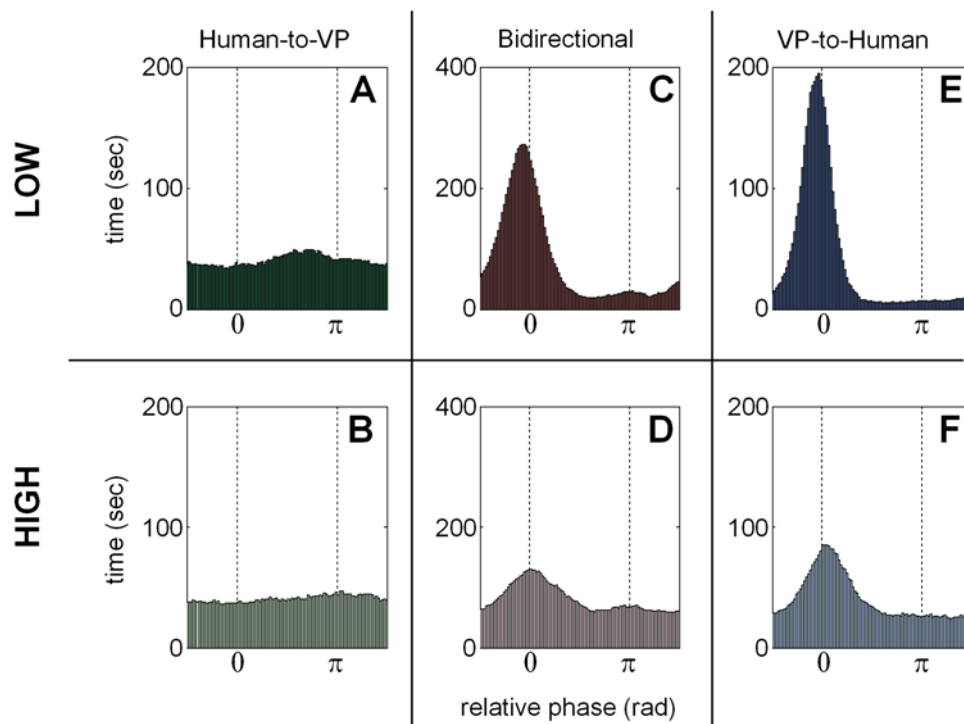 Human-to-VP
Bidirectional
VP-to-Human
LOW
time (sec)
200
100
0
A
0
π
400
200
0
C
0
π
200
100
0
E
0
π
HIGH
time (sec)
200
100
0
B
0
π
400
200
0
D
0
π
200
100
0
F
0
π
relative phase (rad)